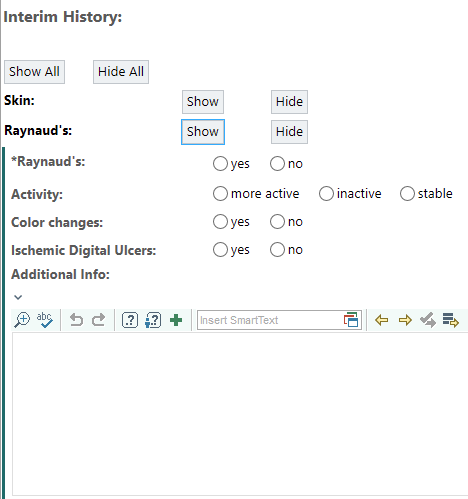 Interim History:
Show All Hide All
Skin: Show Hide
Raynaud's: Show Hide
*Raynaud's: yes no
Activity: more active inactive stable
Color changes: yes no
Ischemic Digital Ulcers: yes no
Additional Info:
abc ? ? Insert SmartText